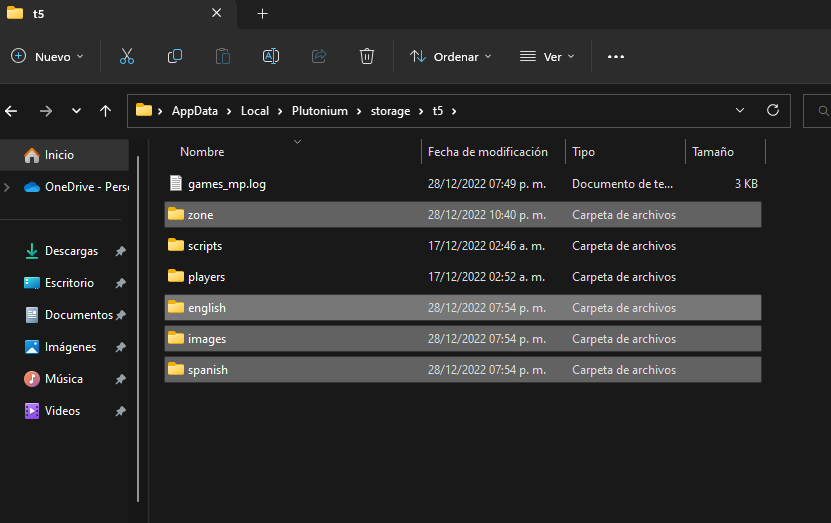 t5
Nuevo
Ordenar
Ver
AppData
Local
Plutonium
storage
t5
Inicio
OneDrive - Pers
Descargas
Escritorio
Documentos
Imágenes
Música
Videos
Nombre Fecha de modificación Tipo Tamaño
games_mp.log 28/12/2022 07:49 p. m. Documento de te... 3 KB
zone 28/12/2022 10:40 p. m. Carpeta de archivos
scripts 17/12/2022 02:46 a. m. Carpeta de archivos
players 17/12/2022 02:52 a. m. Carpeta de archivos
english 28/12/2022 07:54 p. m. Carpeta de archivos
images 28/12/2022 07:54 p. m. Carpeta de archivos
spanish 28/12/2022 07:54 p. m. Carpeta de archivos